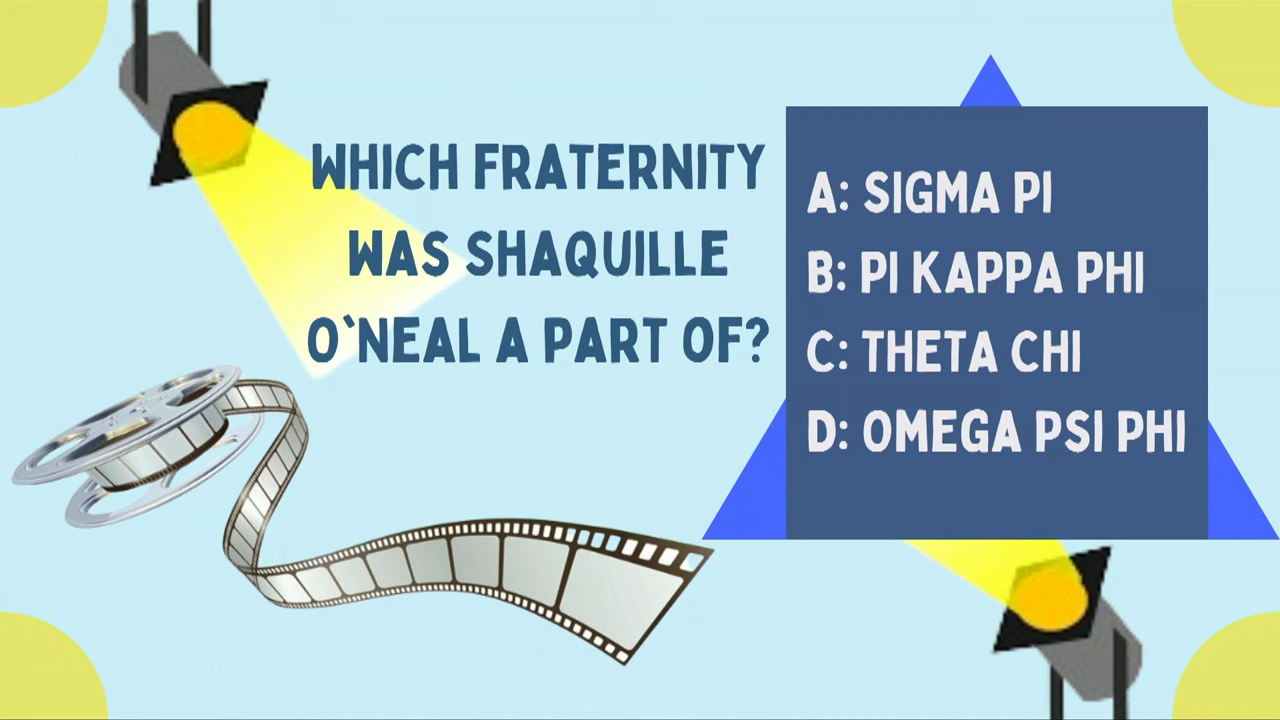 WHICH FRATERNITY
WAS SHAQUILLE
O`NEAL A PART OF?
A: SIGMA PI
B: PI KAPPA PHI
C: THETA CHI
D: OMEGA PSI PHI